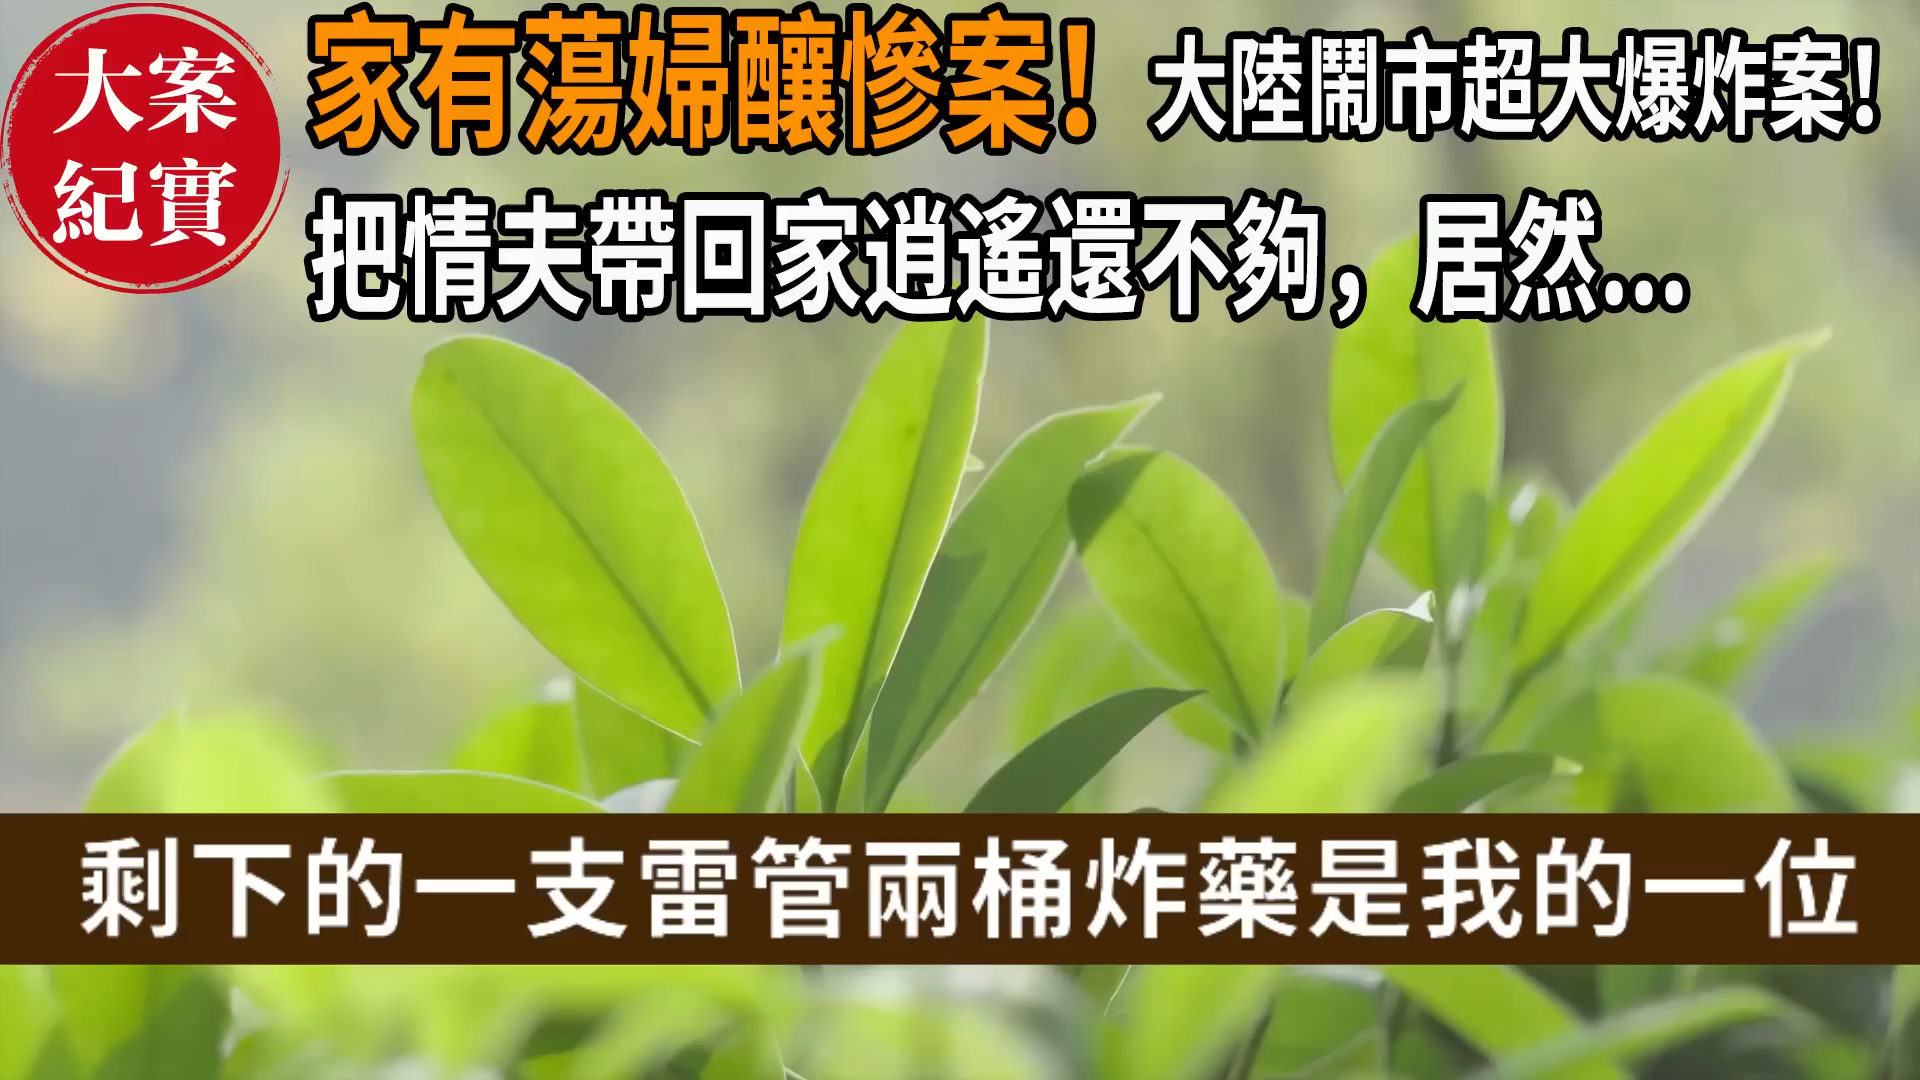 大案
紀實
家有蕩婦釀慘案！ 大陸鬧市超大爆炸案！
把情夫帶回家逍遙還不夠，居然...
剩下的一支雷管兩桶炸藥是我的一位